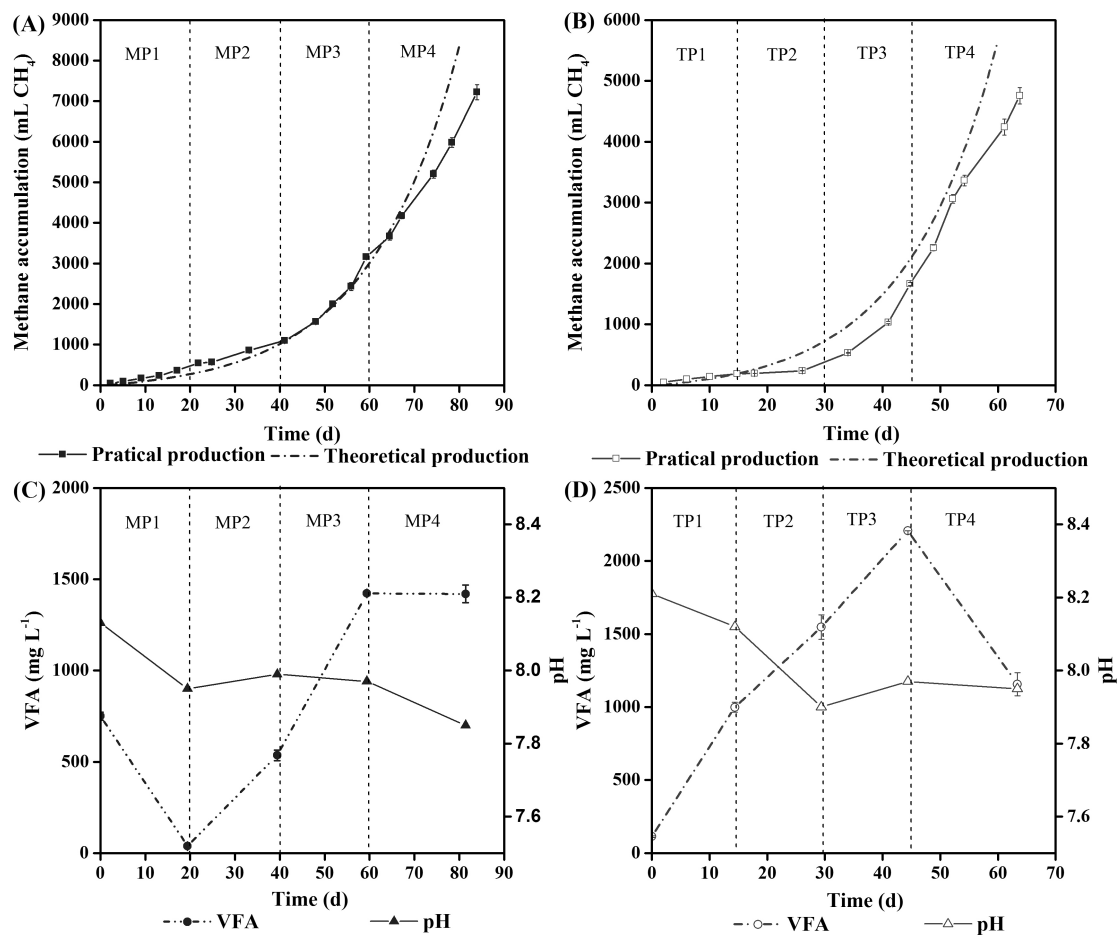 (A)
Methane accumulation (mL CH4)
9000
8000
7000
6000
5000
4000
3000
2000
1000
0
MP1 MP2 MP3 MP4
0 10 20 30 40 50 60 70 80 90
Time (d)
Pratical production Theoretical production
(B)
Methane accumulation (mL CH4)
6000
5000
4000
3000
2000
1000
0
TP1 TP2 TP3 TP4
0 10 20 30 40 50 60 70
Time (d)
Pratical production Theoretical production
(C)
VFA (mg L-1)
2000
1500
1000
500
0
MP1 MP2 MP3 MP4
8.4
8.2
8.0
7.8
7.6
pH
0 10 20 30 40 50 60 70 80 90
Time (d)
VFA pH
(D)
VFA (mg L-1)
2500
2000
1500
1000
500
0
TP1 TP2 TP3 TP4
8.4
8.2
8.0
7.8
7.6
pH
0 10 20 30 40 50 60 70
Time (d)
VFA pH